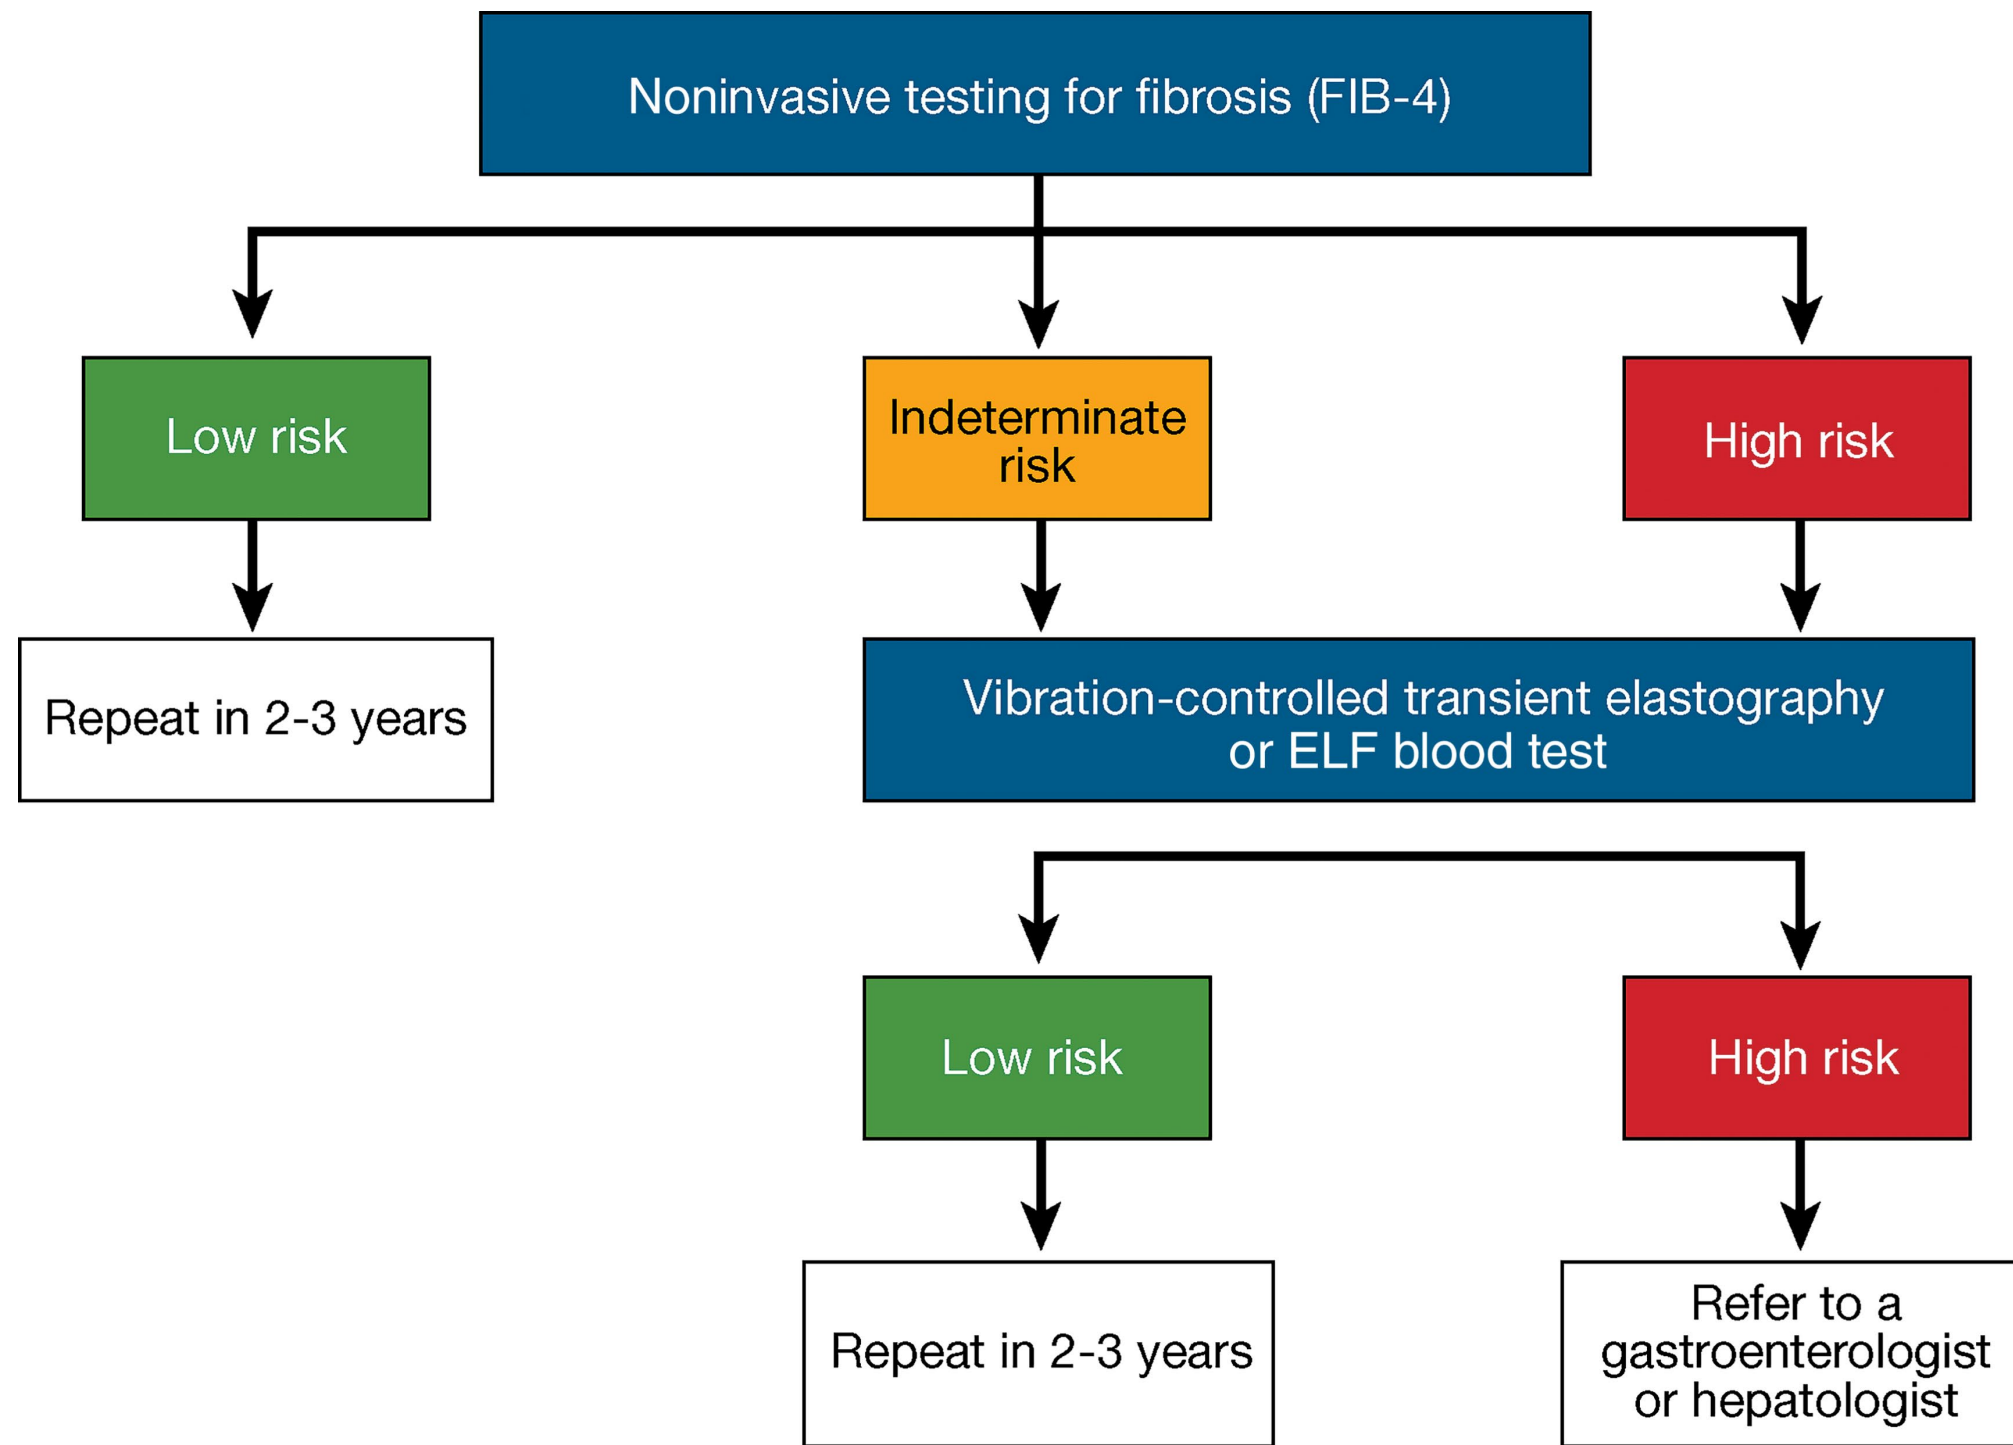 Noninvasive testing for fibrosis (FIB-4)
Low risk
Indeterminate
risk
High risk
Repeat in 2-3 years
Vibration-controlled transient elastography
or ELF blood test
Low risk
High risk
Repeat in 2-3 years
Refer to a
gastroenterologist
or hepatologist